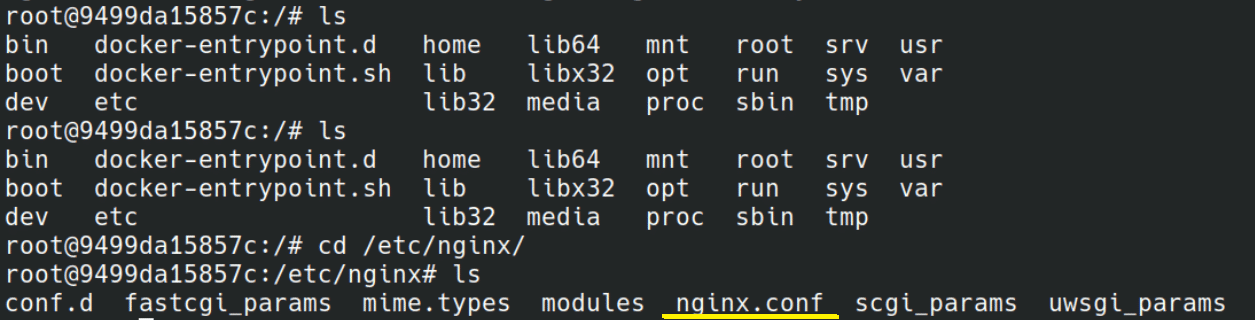 root@9499da15857c:/# ls
bin   docker-entrypoint.d   home   lib64   mnt   root  srv  usr
boot  docker-entrypoint.sh  lib    libx32  opt   run   sys  var
dev   etc                   lib32  media   proc  sbin  tmp
root@9499da15857c:/# ls
bin   docker-entrypoint.d   home   lib64   mnt   root  srv  usr
boot  docker-entrypoint.sh  lib    libx32  opt   run   sys  var
dev   etc                   lib32  media   proc  sbin  tmp
root@9499da15857c:/# cd /etc/nginx/
root@9499da15857c:/etc/nginx# ls
conf.d  fastcgi_params  mime.types  modules  nginx.conf  scgi_params  uwsgi_params